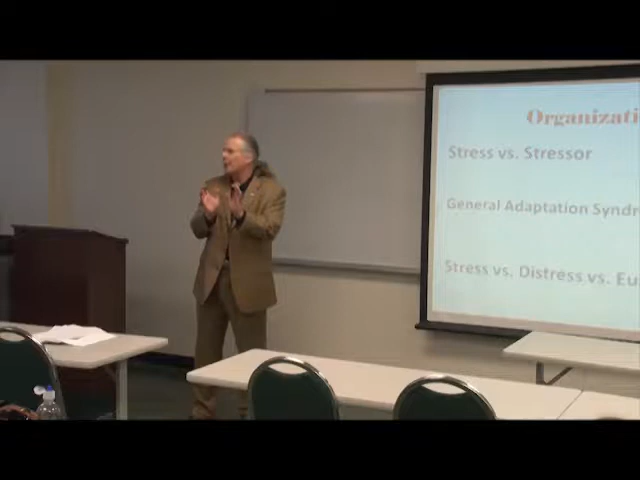 Organizati
Stress vs. Stressor
General Adaptation Syndr
Stress vs. Distress vs. Eu